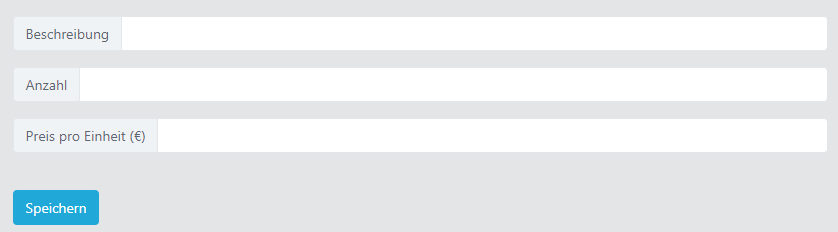 Beschreibung
Anzahl
Preis pro Einheit (€)
Speichern